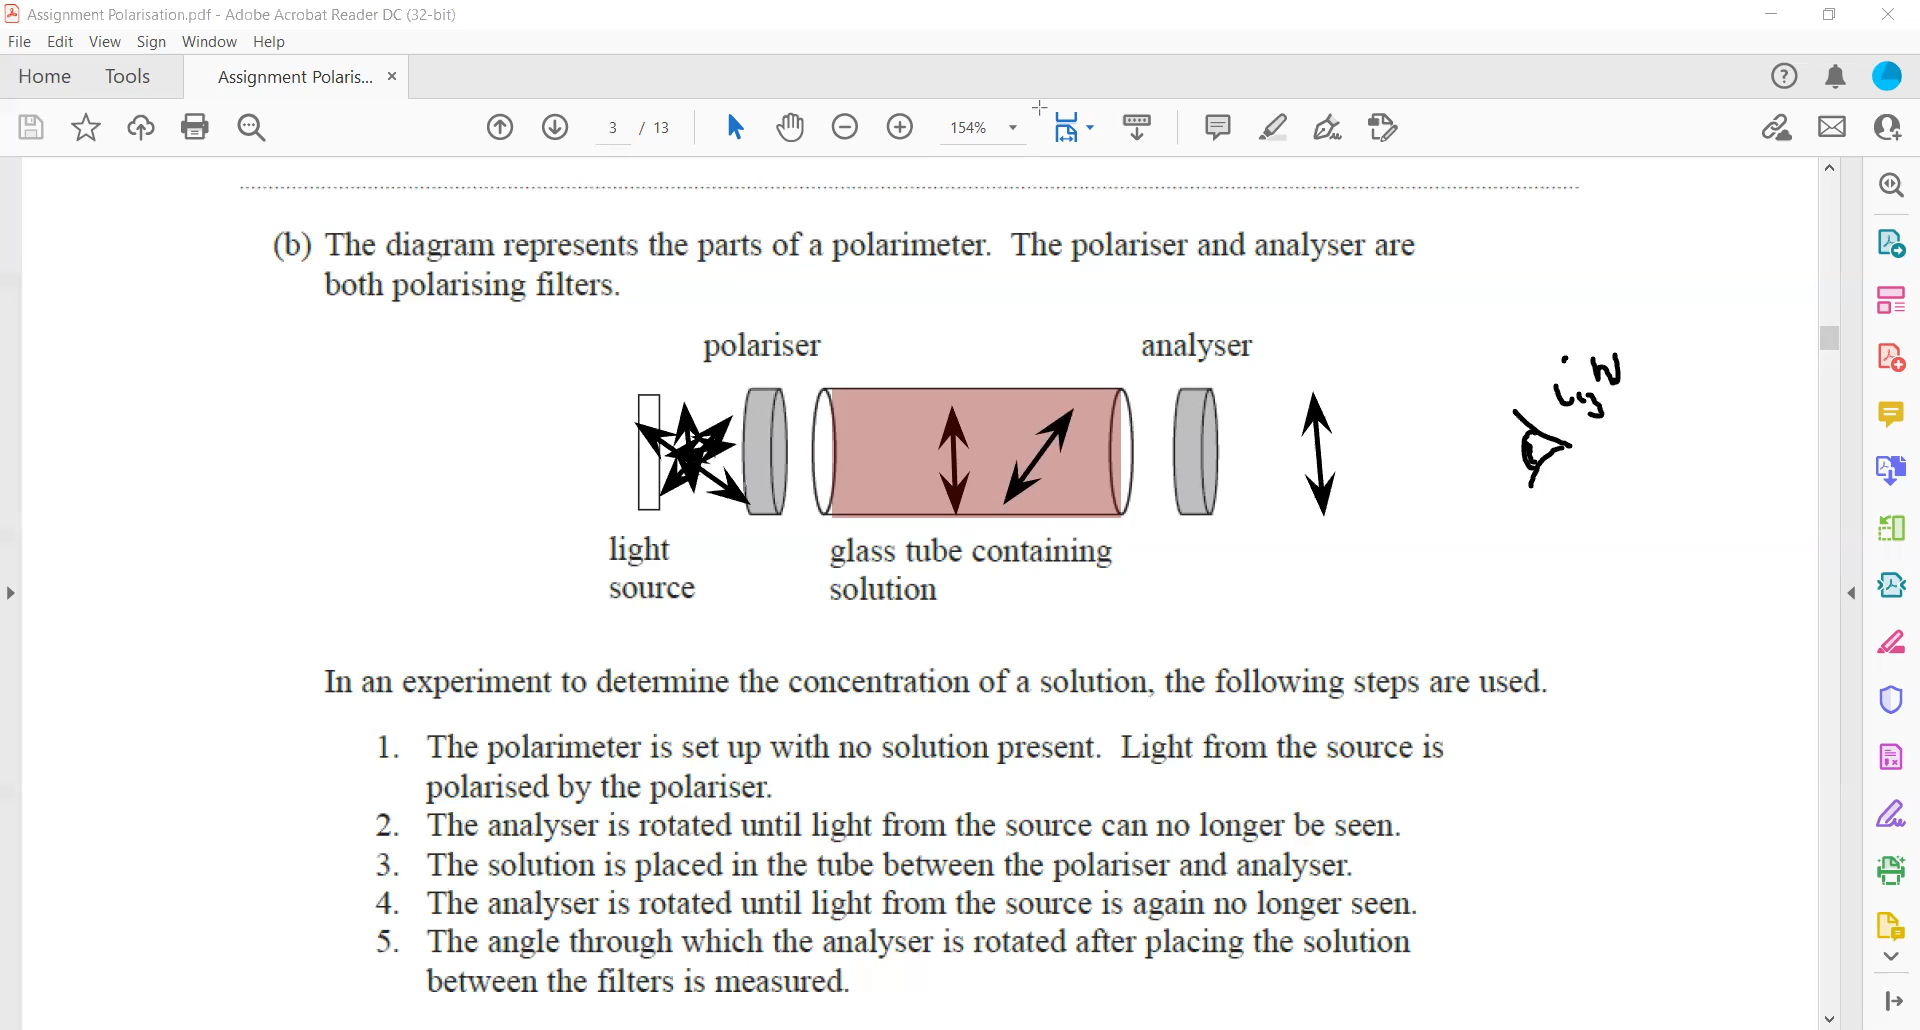 Assignment Polarisation.pdf - Adobe Acrobat Reader DC (32-bit)
File Edit View Sign Window Help
Home Tools Assignment Polaris... ×
3 / 13 154%
(b) The diagram represents the parts of a polarimeter. The polariser and analyser are
both polarising filters.
polariser analyser
light
source
glass tube containing
solution
In an experiment to determine the concentration of a solution, the following steps are used.
1. The polarimeter is set up with no solution present. Light from the source is
polarised by the polariser.
2. The analyser is rotated until light from the source can no longer be seen.
3. The solution is placed in the tube between the polariser and analyser.
4. The analyser is rotated until light from the source is again no longer seen.
5. The angle through which the analyser is rotated after placing the solution
between the filters is measured.